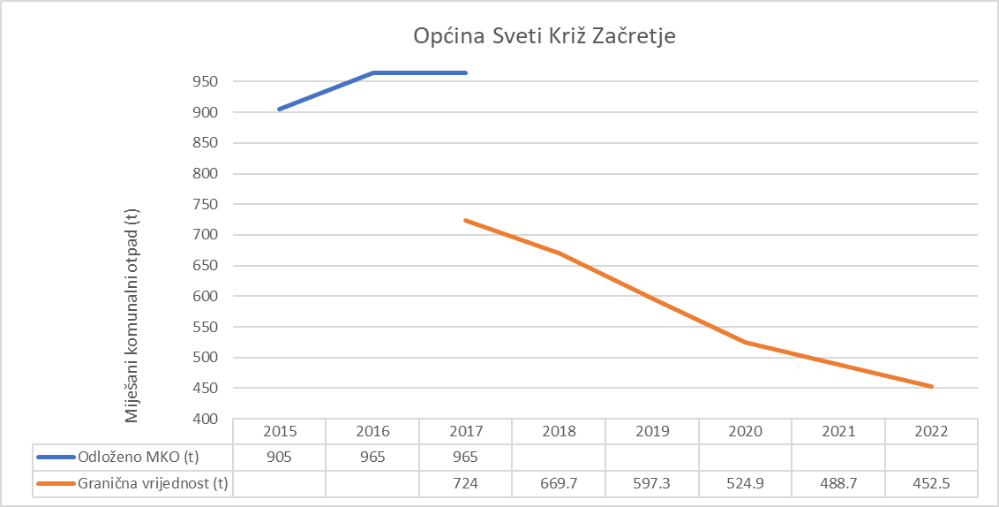 Općina Sveti Križ Začretje
Miješani komunalni otpad (t)
950
900
850
800
750
700
650
600
550
500
450
400
2015 2016 2017 2018 2019 2020 2021 2022
Odloženo MKO (t) 905 965 965
Granična vrijednost (t) 724 669.7 597.3 524.9 488.7 452.5